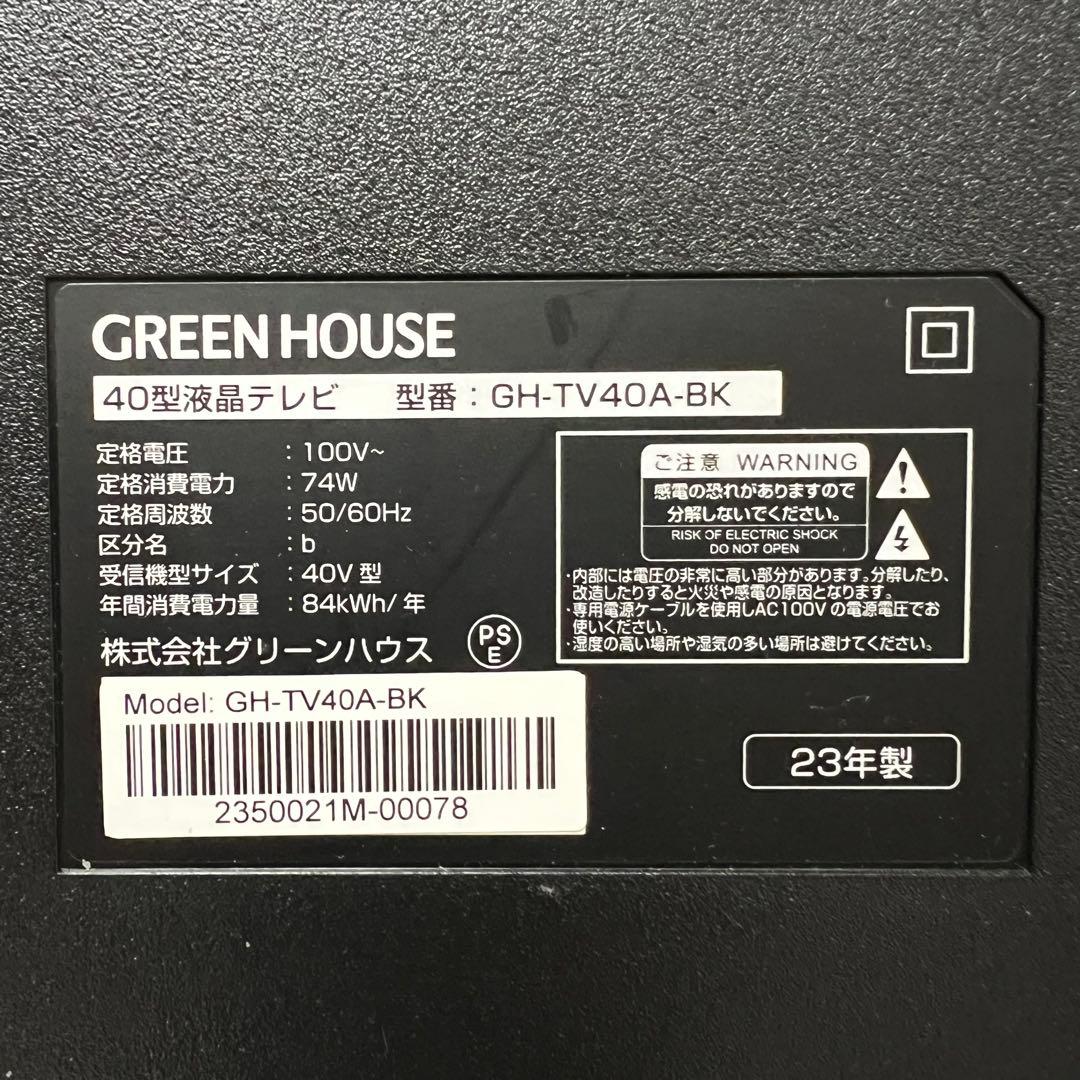 GREEN HOUSE
40型液晶テレビ 型番：GH-TV40A-BK
定格電圧 ：100V~
定格消費電力 ：74W
定格周波数 ：50/60Hz
区分名 ：b
受信機型サイズ ：40V 型
年間消費電力量 ：84kWh/ 年
株式会社グリーンハウス
PS
E
ご注意 WARNING
感電の恐れがありますので
分解しないでください。
RISK OF ELECTRIC SHOCK
DO NOT OPEN
・内部には電圧の非常に高い部分があります。分解したり、
改造したりすると火災や感電の原因となります。
・専用電源ケーブルを使用しAC100Vの電源電圧でお
使いください。
・湿度の高い場所や湿気の多い場所は避けてください。
Model: GH-TV40A-BK
2350021M-00078
23年製